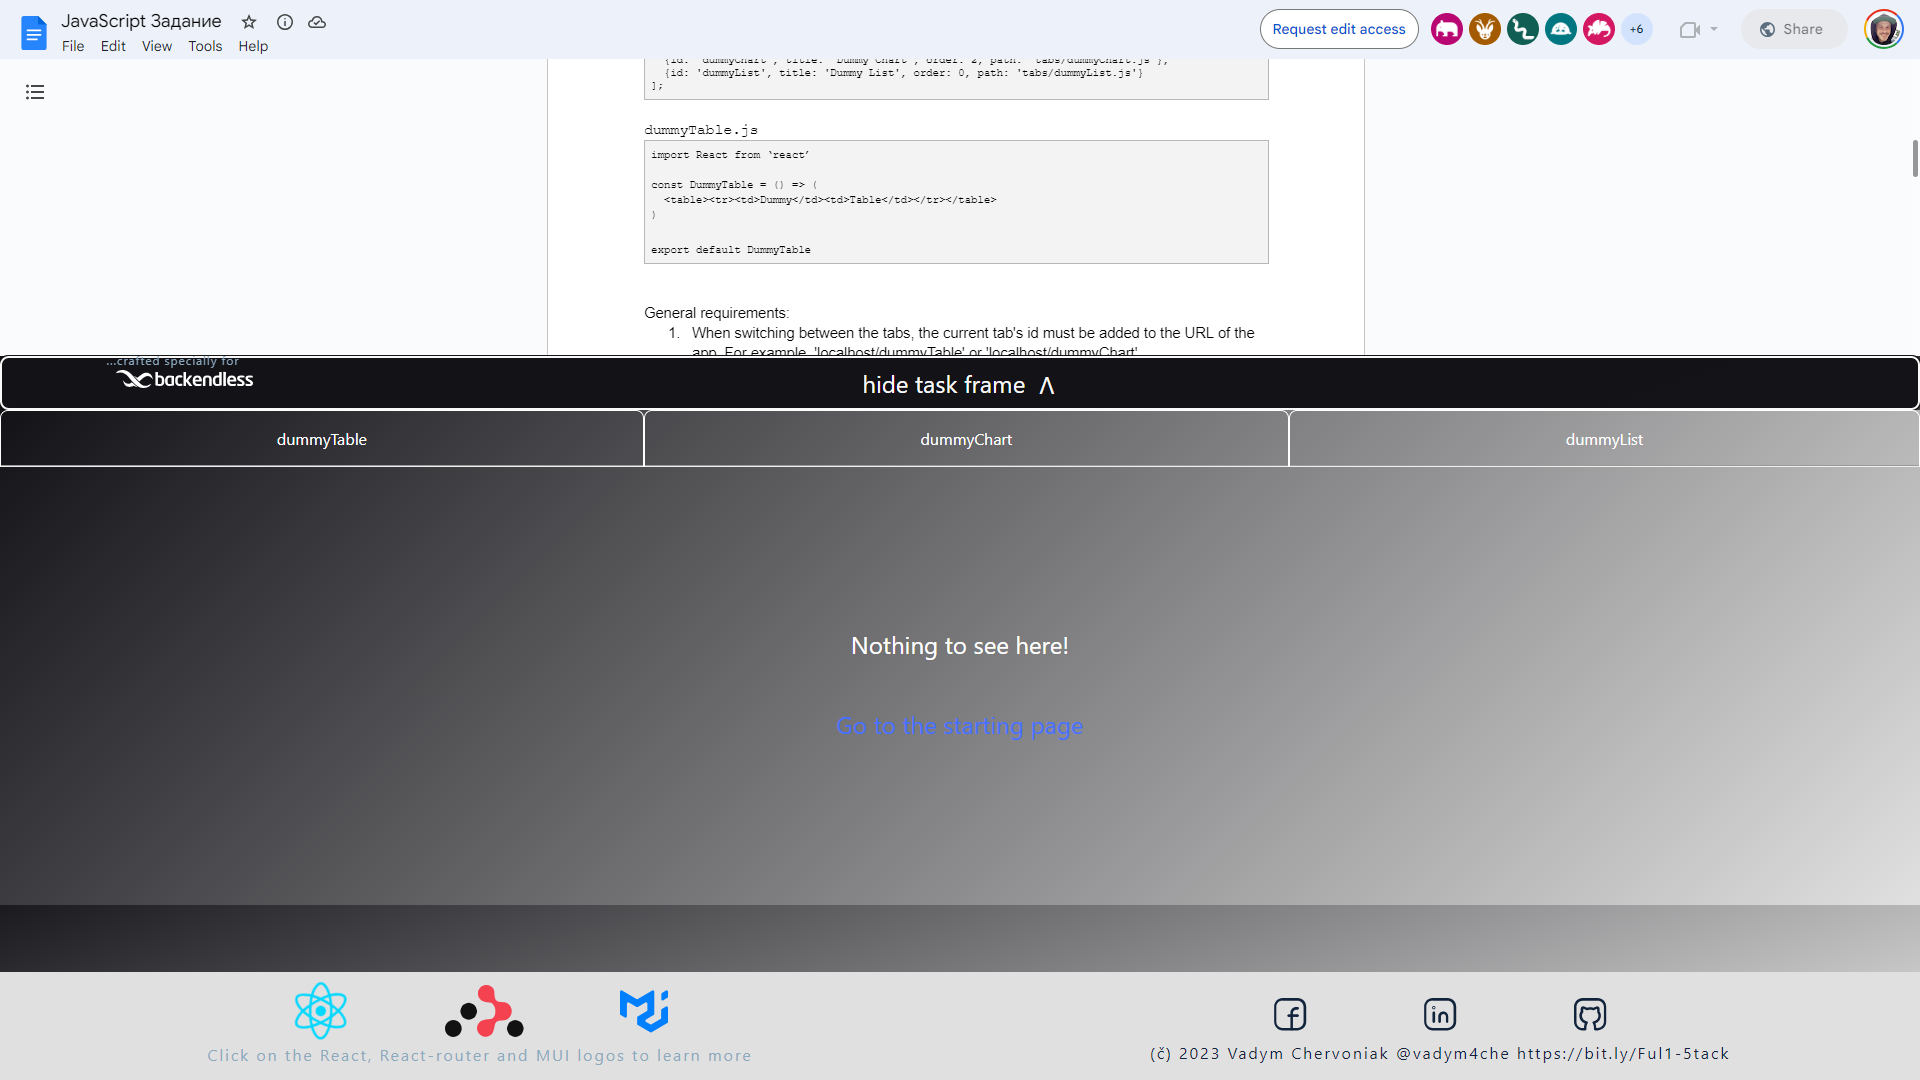 JavaScript Задание
File Edit View Tools Help
Request edit access
+6
Share
{id: 'dummyChart', title: 'Dummy Chart', order: 2, path: 'tabs/dummyChart.js'},
{id: 'dummyList', title: 'Dummy List', order: 0, path: 'tabs/dummyList.js'}
];
dummyTable.js
import React from ‘react’
const DummyTable = () => (
<table><tr><td>Dummy</td><td>Table</td></tr></table>
)
export default DummyTable
General requirements:
1. When switching between the tabs, the current tab's id must be added to the URL of the
app. For example, 'localhost/dummyTable' or 'localhost/dummyChart'
...crafted specially for
backendless
hide task frame Λ
dummyTable
dummyChart
dummyList
Nothing to see here!
Go to the starting page
Click on the React, React-router and MUI logos to learn more
(č) 2023 Vadym Chervoniak @vadym4che https://bit.ly/Ful1-5tack